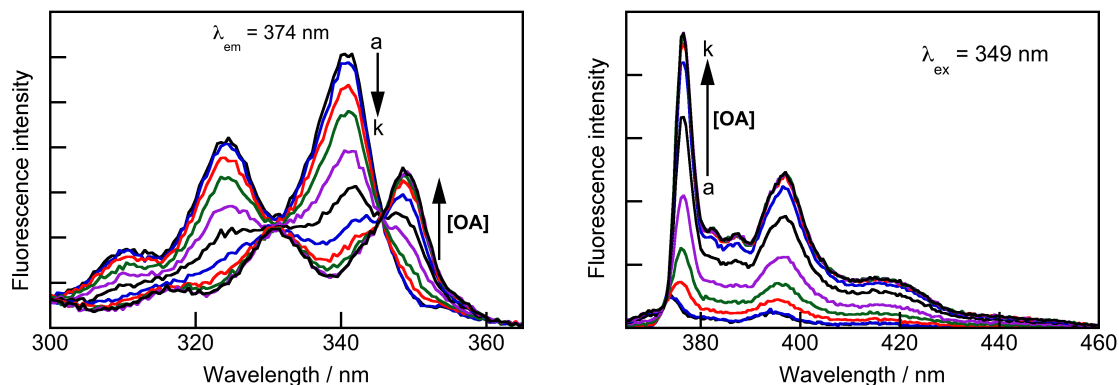 λem = 374 nm
a
k
[OA]
Fluorescence intensity
300
320
340
360
Wavelength / nm
λex = 349 nm
k
[OA]
a
Fluorescence intensity
380
400
420
440
460
Wavelength / nm